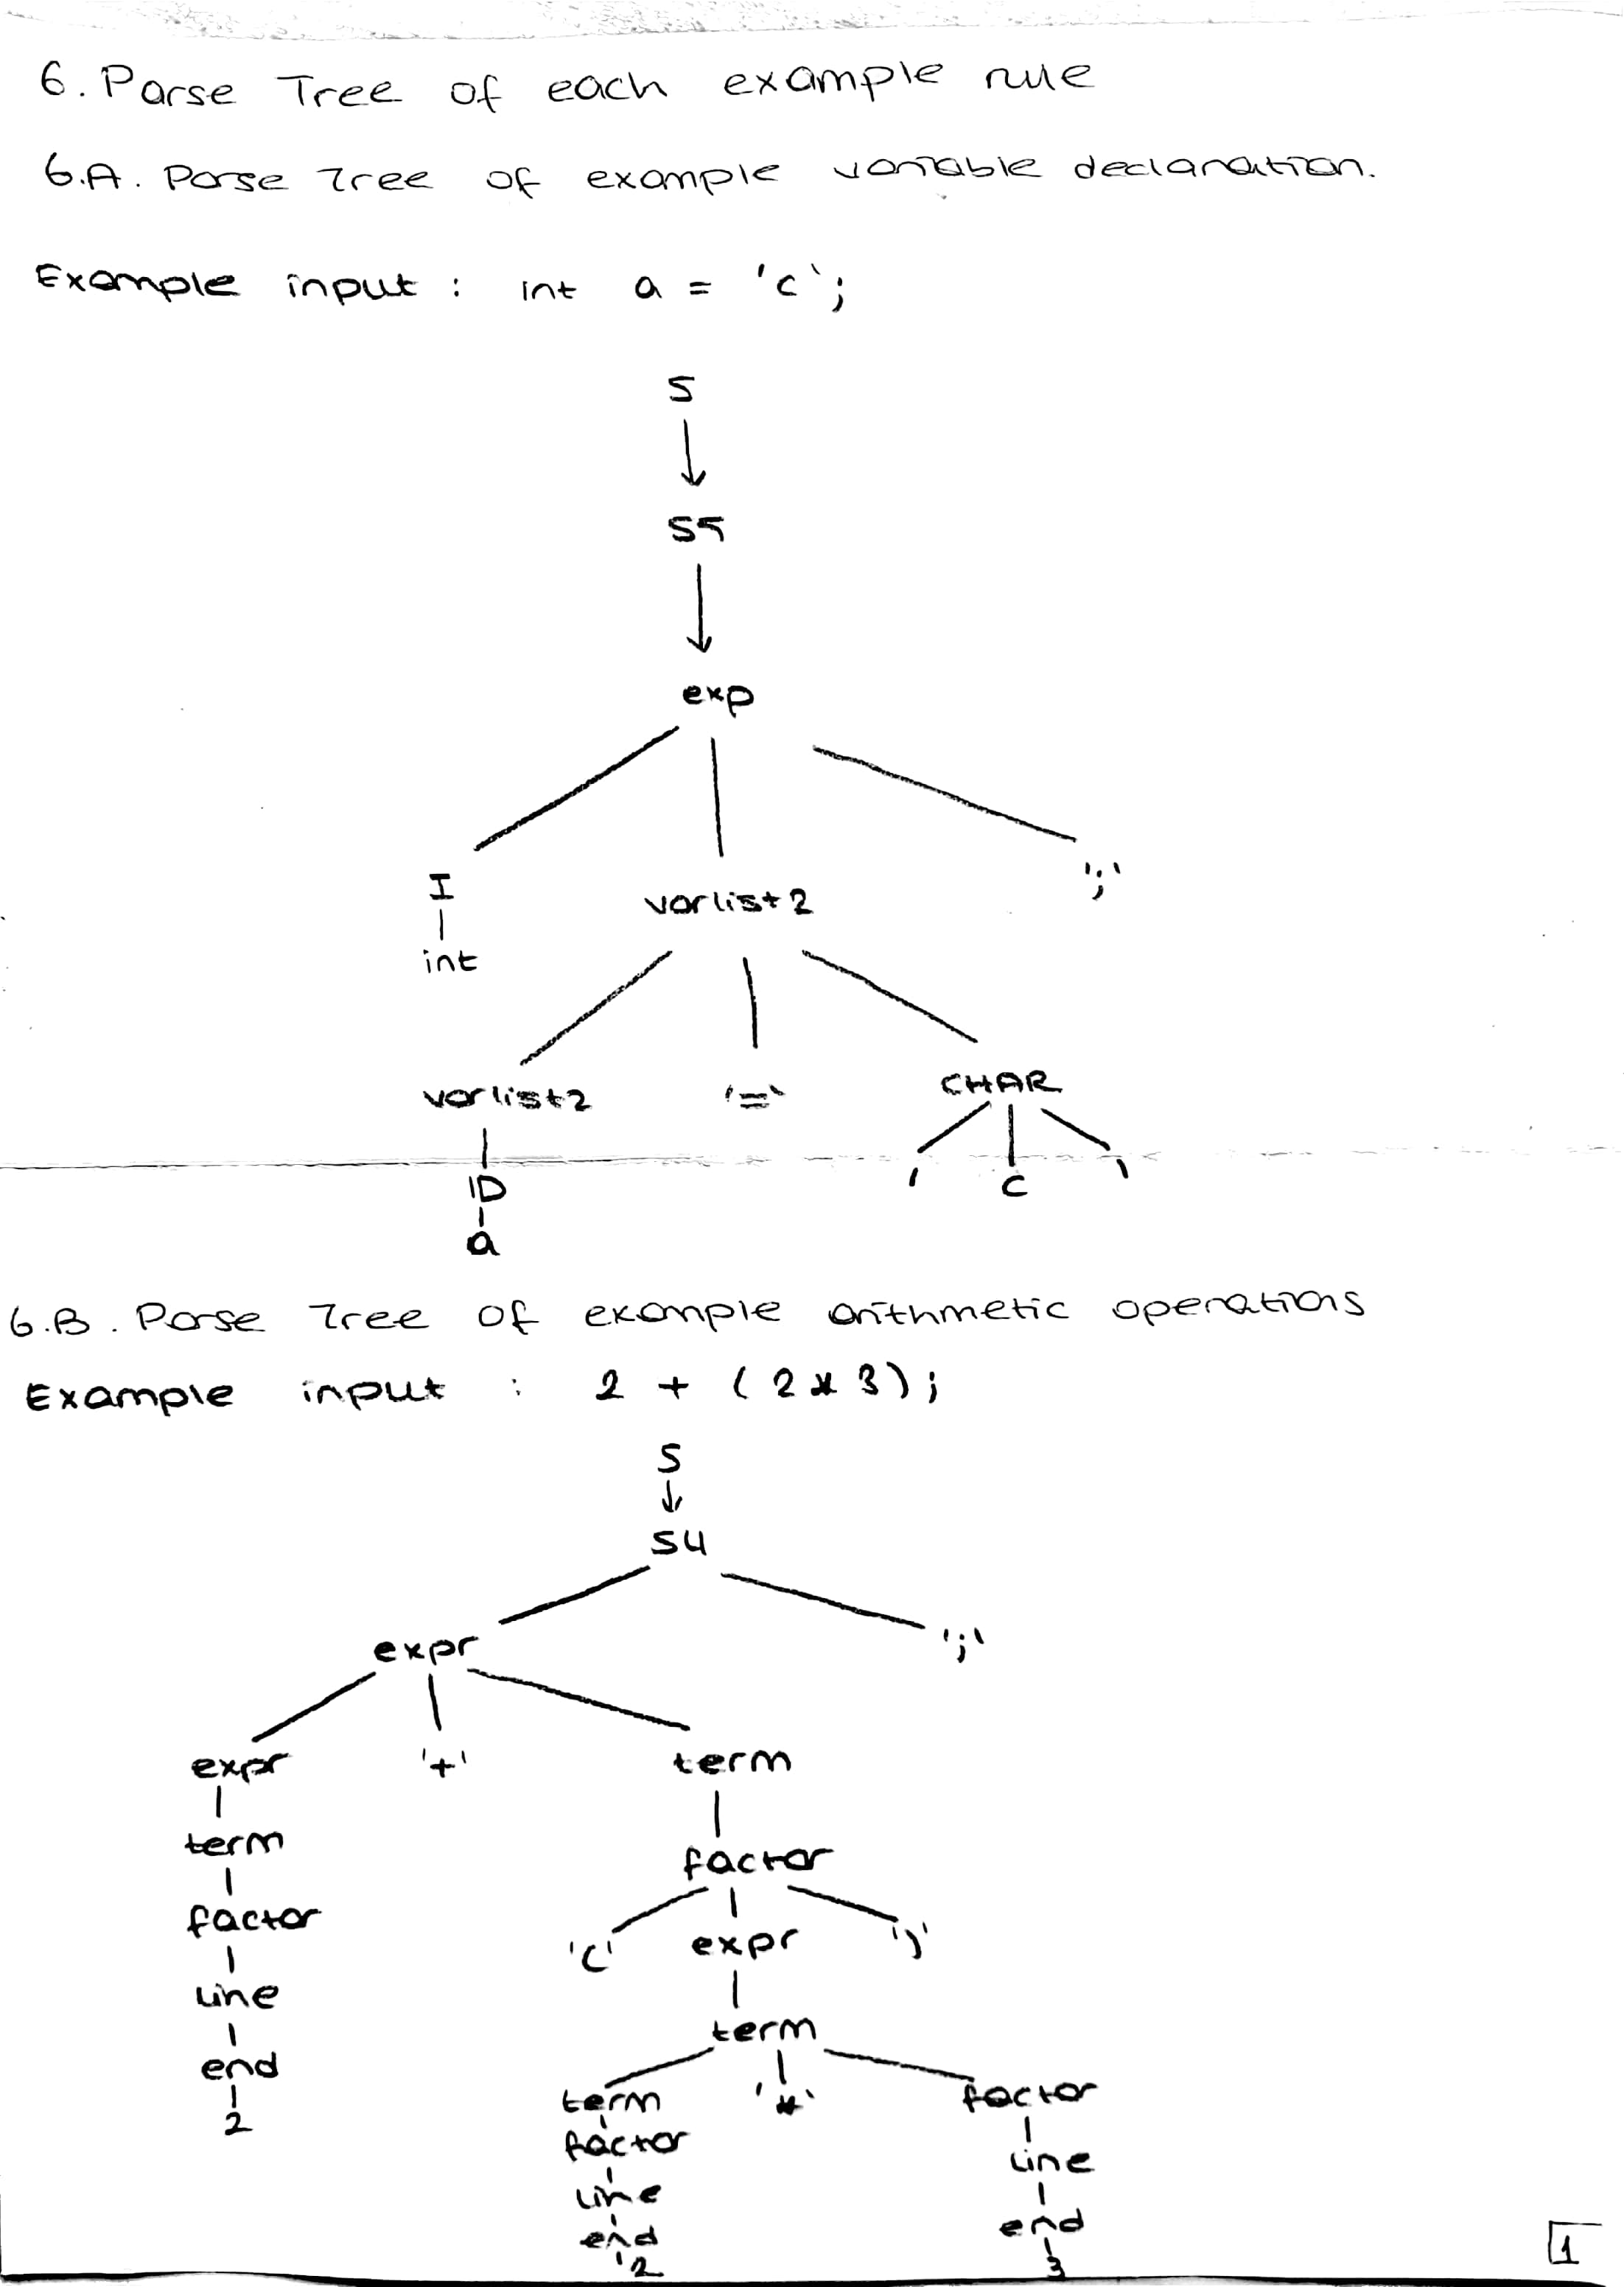 6. Parse Tree of each example rule
6.A. Parse Tree of example variable declaration.
Example input : int a = 'c';
S
S5
exp
I varlist2 ';'
int
varlist2 '=' CHAR
ID ' c '
a
6.B. Parse Tree of example arithmetic operations
Example input : 2 + (2*3);
S
S4
expr ';'
expr '+' term
term factor
factor '(' expr ')'
line term
end term '*' factor
2 factor line
line end
end 3
2
1